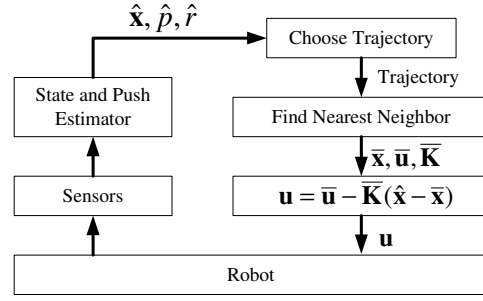 x̂, p̂, r̂
Choose Trajectory
Trajectory
State and Push
Estimator
Find Nearest Neighbor
x̄, ū, K̄
Sensors
u = ū − K̄(x̂ − x̄)
u
Robot